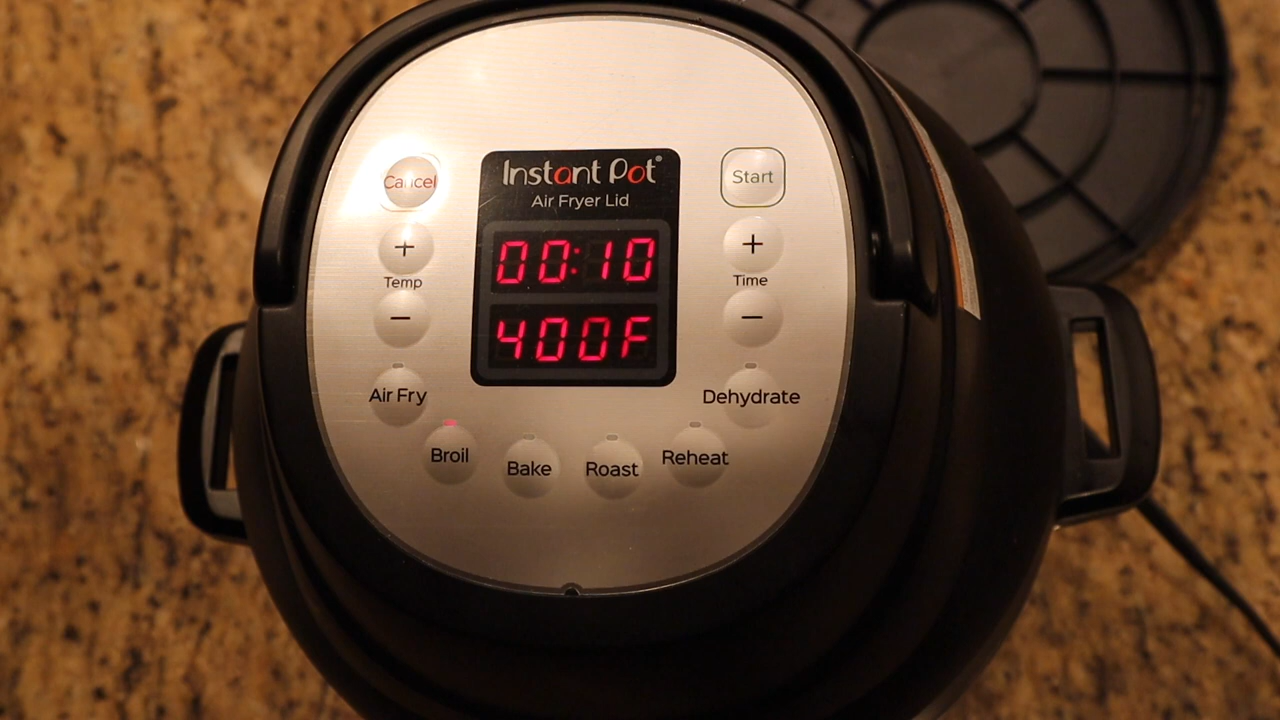 Instant Pot®
Air Fryer Lid
Cancel
Start
00:10
+
+
Temp
Time
−
−
400F
Air Fry
Dehydrate
Broil
Bake
Roast
Reheat